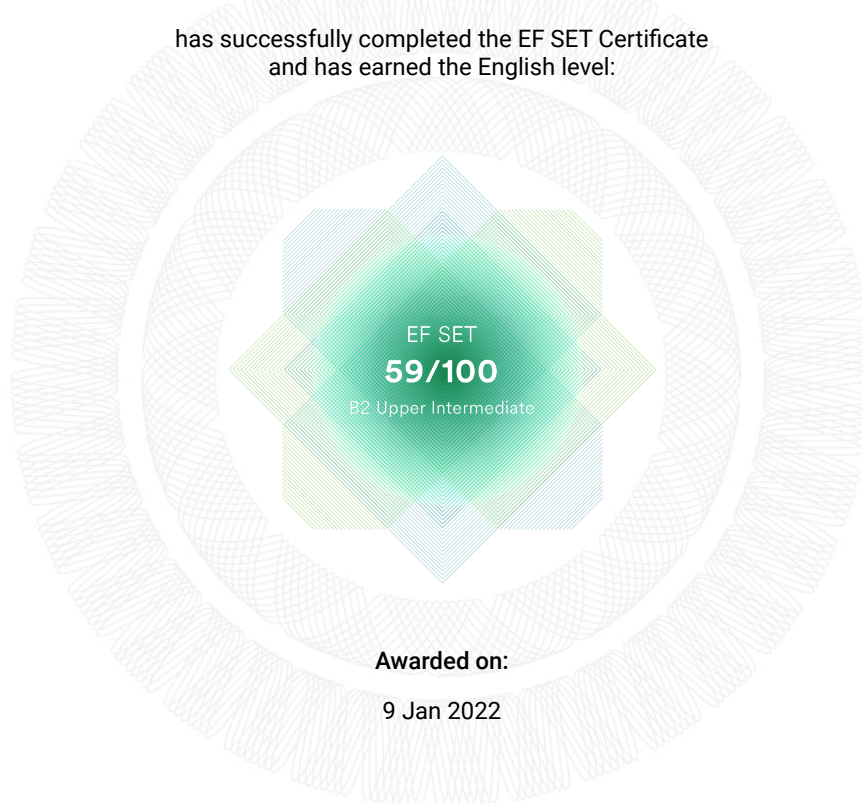 has successfully completed the EF SET Certificate
and has earned the English level:
EF SET
59/100
B2 Upper Intermediate
Awarded on:
9 Jan 2022